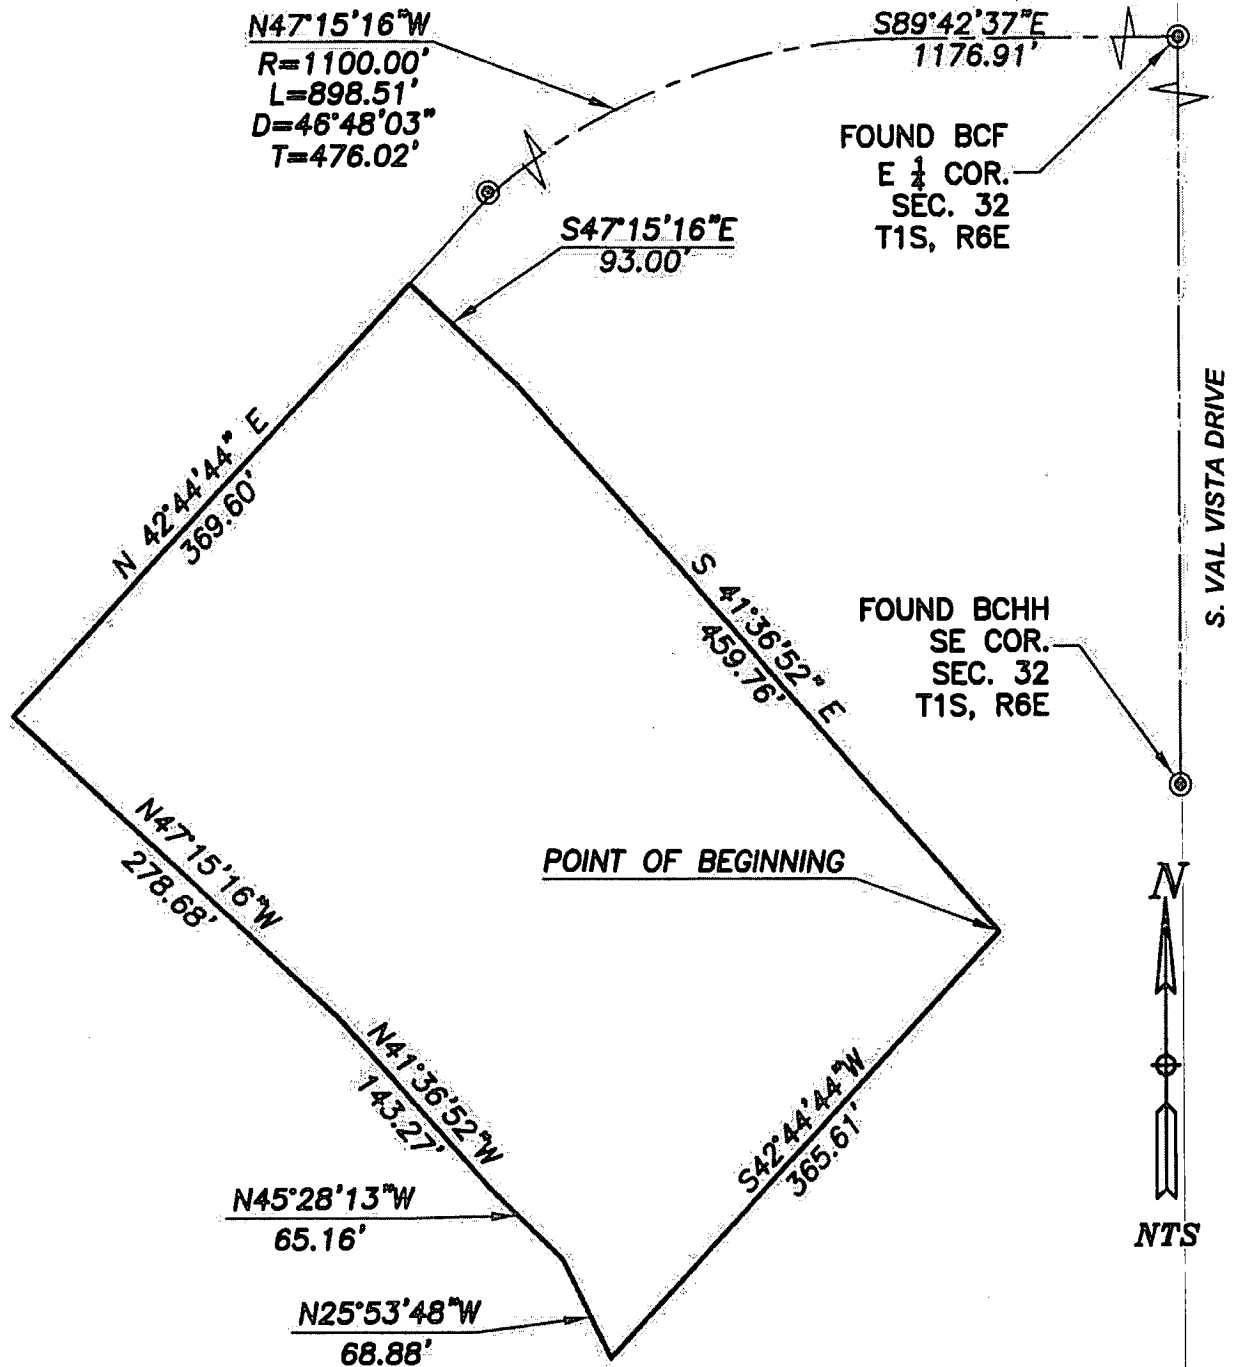 N47°15'16"W
R=1100.00'
L=898.51'
D=46°48'03"
T=476.02'
S89°42'37"E
1176.91'
FOUND BCF
E 1/4 COR.
SEC. 32
T1S, R6E
S47°15'16"E
93.00'
N 42°44'44" E
369.60'
S 41°36'52" E
459.76'
S. VAL VISTA DRIVE
FOUND BCHH
SE COR.
SEC. 32
T1S, R6E
N47°15'16"W
278.68'
POINT OF BEGINNING
N
N41°36'52"W
143.27'
S42°44'44"W
365.61'
N45°28'13"W
65.16'
NTS
N25°53'48"W
68.88'